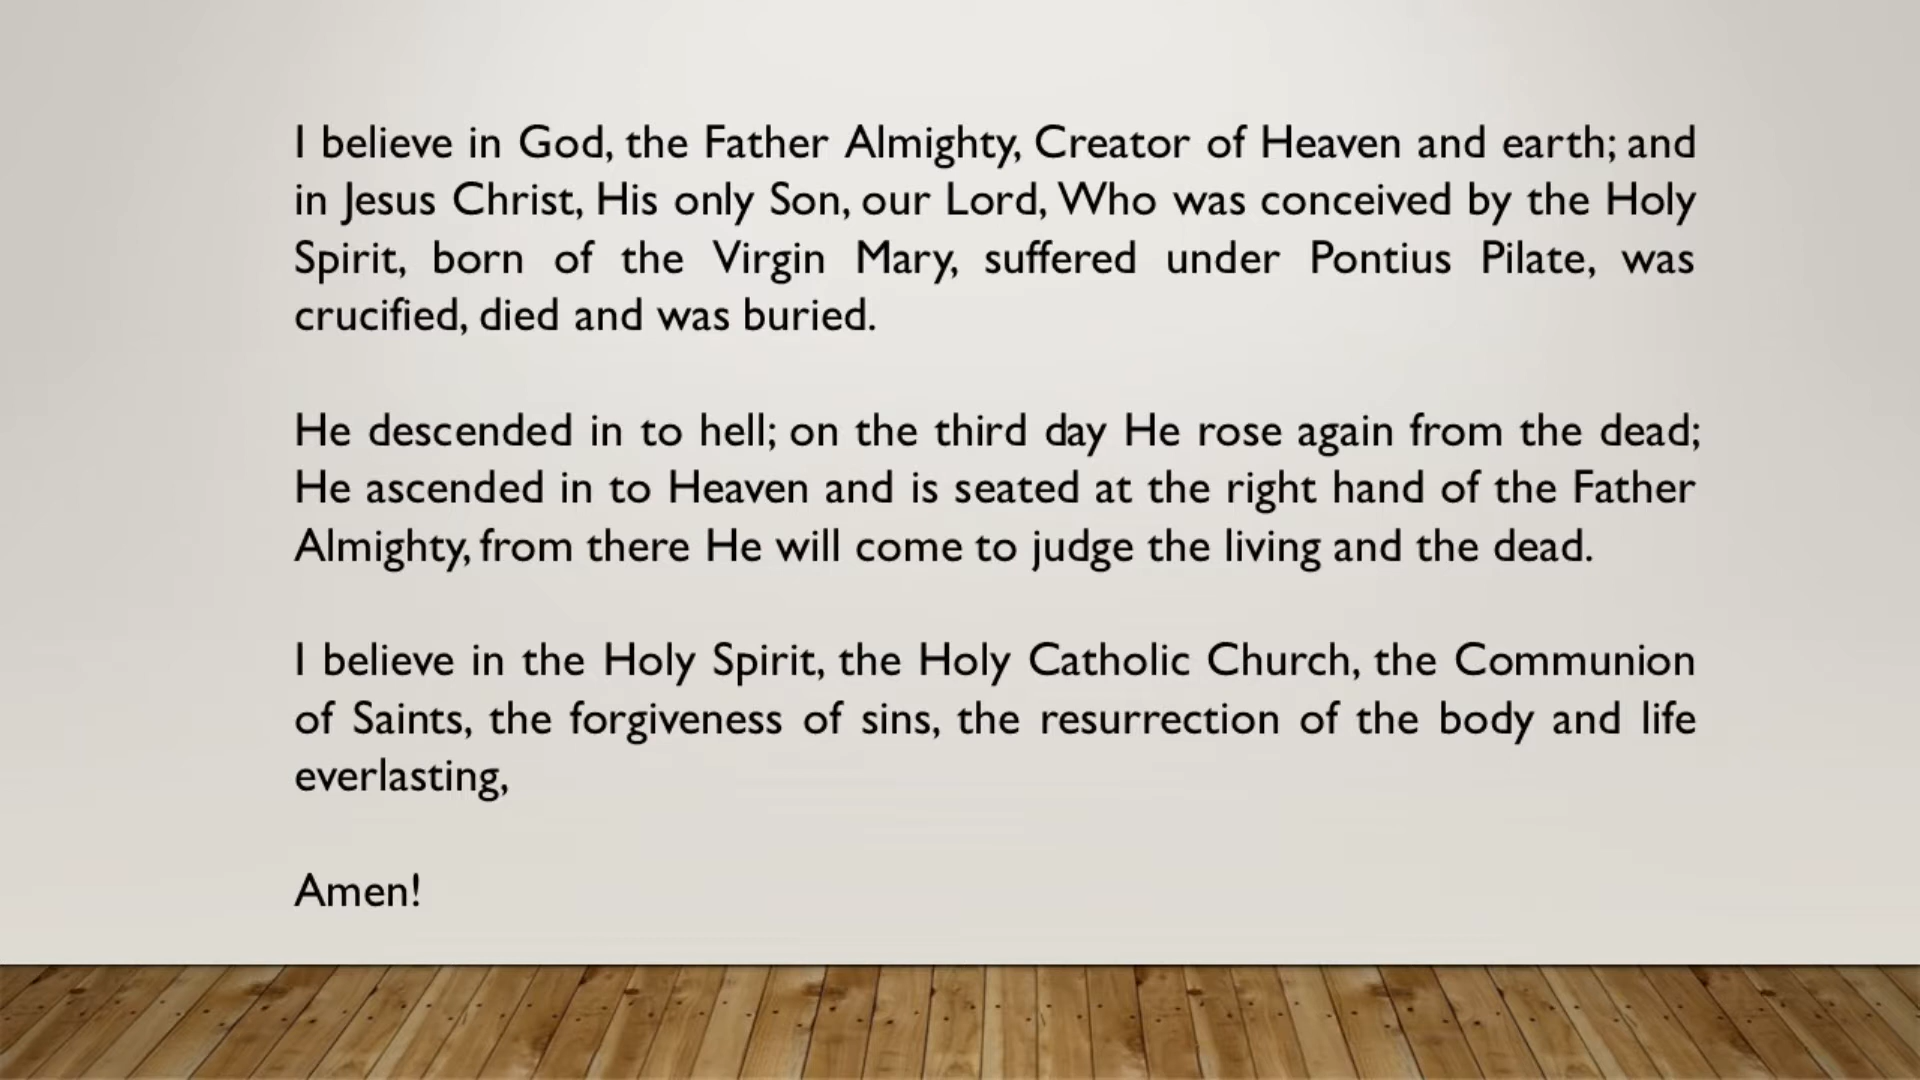 I believe in God, the Father Almighty, Creator of Heaven and earth; and
in Jesus Christ, His only Son, our Lord, Who was conceived by the Holy
Spirit, born of the Virgin Mary, suffered under Pontius Pilate, was
crucified, died and was buried.
He descended in to hell; on the third day He rose again from the dead;
He ascended in to Heaven and is seated at the right hand of the Father
Almighty, from there He will come to judge the living and the dead.
I believe in the Holy Spirit, the Holy Catholic Church, the Communion
of Saints, the forgiveness of sins, the resurrection of the body and life
everlasting,
Amen!